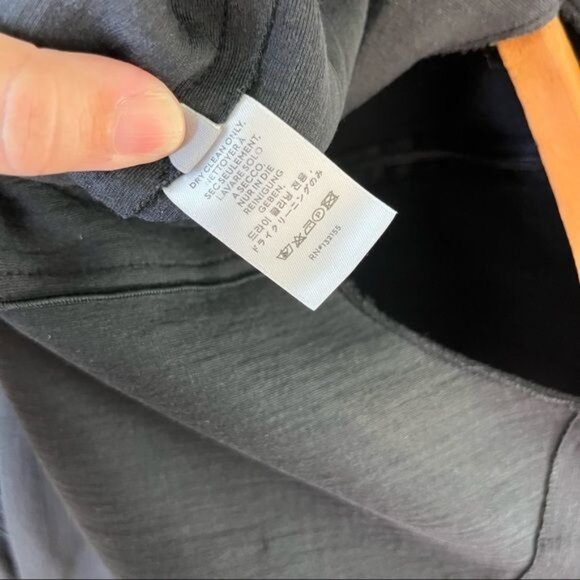 DRY CLEAN ONLY.
NETTOYER À
SEC SEULEMENT.
LAVARE SOLO
A SECCO.
NUR IN DIE
REINIGUNG
GEBEN.
드라이 클리닝 전용
ドライクリーニングのみ
RN#133155